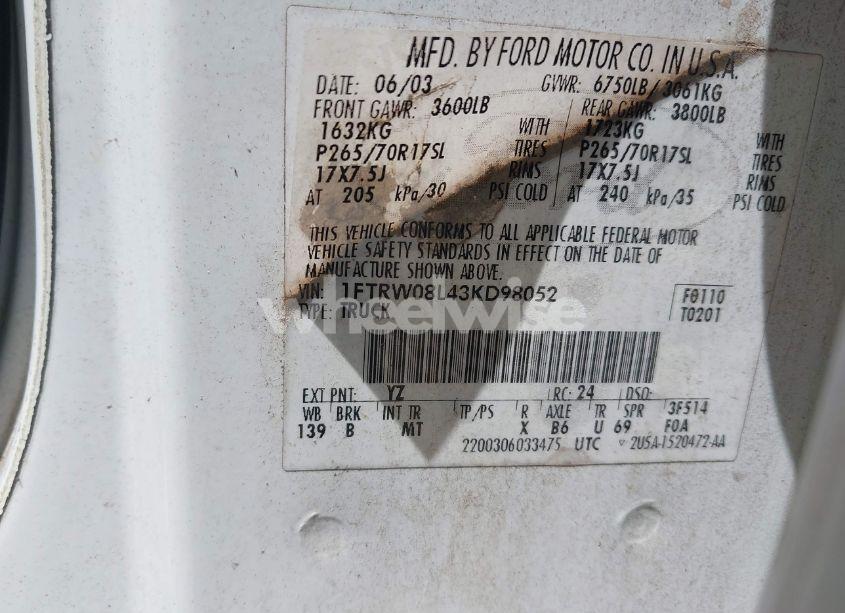 MFD. BY FORD MOTOR CO. IN U.S.A.
DATE: 06/03 GVWR: 6750LB / 3061KG
FRONT GAWR: 3600LB REAR GAWR: 3800LB
1632KG WITH 1723KG WITH
P265/70R17SL TIRES P265/70R17SL TIRES
17X7.5J RIMS 17X7.5J RIMS
AT 205 kPa/30 PSI COLD AT 240 kPa/35 PSI COLD
THIS VEHICLE CONFORMS TO ALL APPLICABLE FEDERAL MOTOR
VEHICLE SAFETY STANDARDS IN EFFECT ON THE DATE OF
MANUFACTURE SHOWN ABOVE.
VIN: 1FTRW08L43KD98052 F0110
TYPE: TRUCK T0201
wheelwise
EXT PNT: YZ RC: 24 DSO:
WB BRK INT TR TP/PS R AXLE TR SPR 3F514
139 B MT X B6 U 69 F0A
2200306033475 UTC ▽ 2U5A-1520472-AA